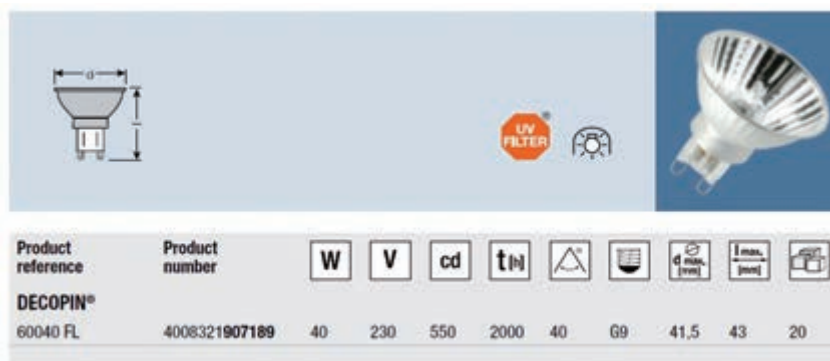 d
l
UV
FILTER®
Product reference Product number W V cd t[h] d max. [mm] l max. [mm]
DECOPIN®
60040 FL 4008321907189 40 230 550 2000 40 G9 41,5 43 20